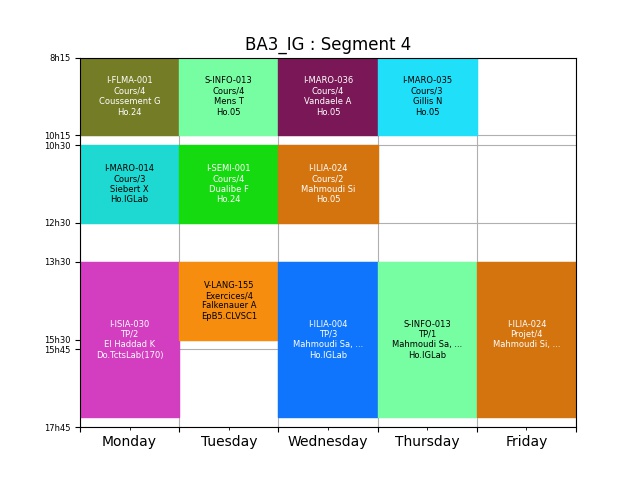 BA3_IG : Segment 4
8h15
10h15
10h30
12h30
13h30
15h30
15h45
17h45
I-FLMA-001
Cours/4
Coussement G
Ho.24
S-INFO-013
Cours/4
Mens T
Ho.05
I-MARO-036
Cours/4
Vandaele A
Ho.05
I-MARO-035
Cours/3
Gillis N
Ho.05
I-MARO-014
Cours/3
Siebert X
Ho.IGLab
I-SEMI-001
Cours/4
Dualibe F
Ho.24
I-ILIA-024
Cours/2
Mahmoudi Si
Ho.05
I-ISIA-030
TP/2
El Haddad K
Do.TctsLab(170)
V-LANG-155
Exercices/4
Falkenauer A
EpB5.CLVSC1
I-ILIA-004
TP/3
Mahmoudi Sa, ...
Ho.IGLab
S-INFO-013
TP/1
Mahmoudi Sa, ...
Ho.IGLab
I-ILIA-024
Projet/4
Mahmoudi Si, ...
Monday
Tuesday
Wednesday
Thursday
Friday